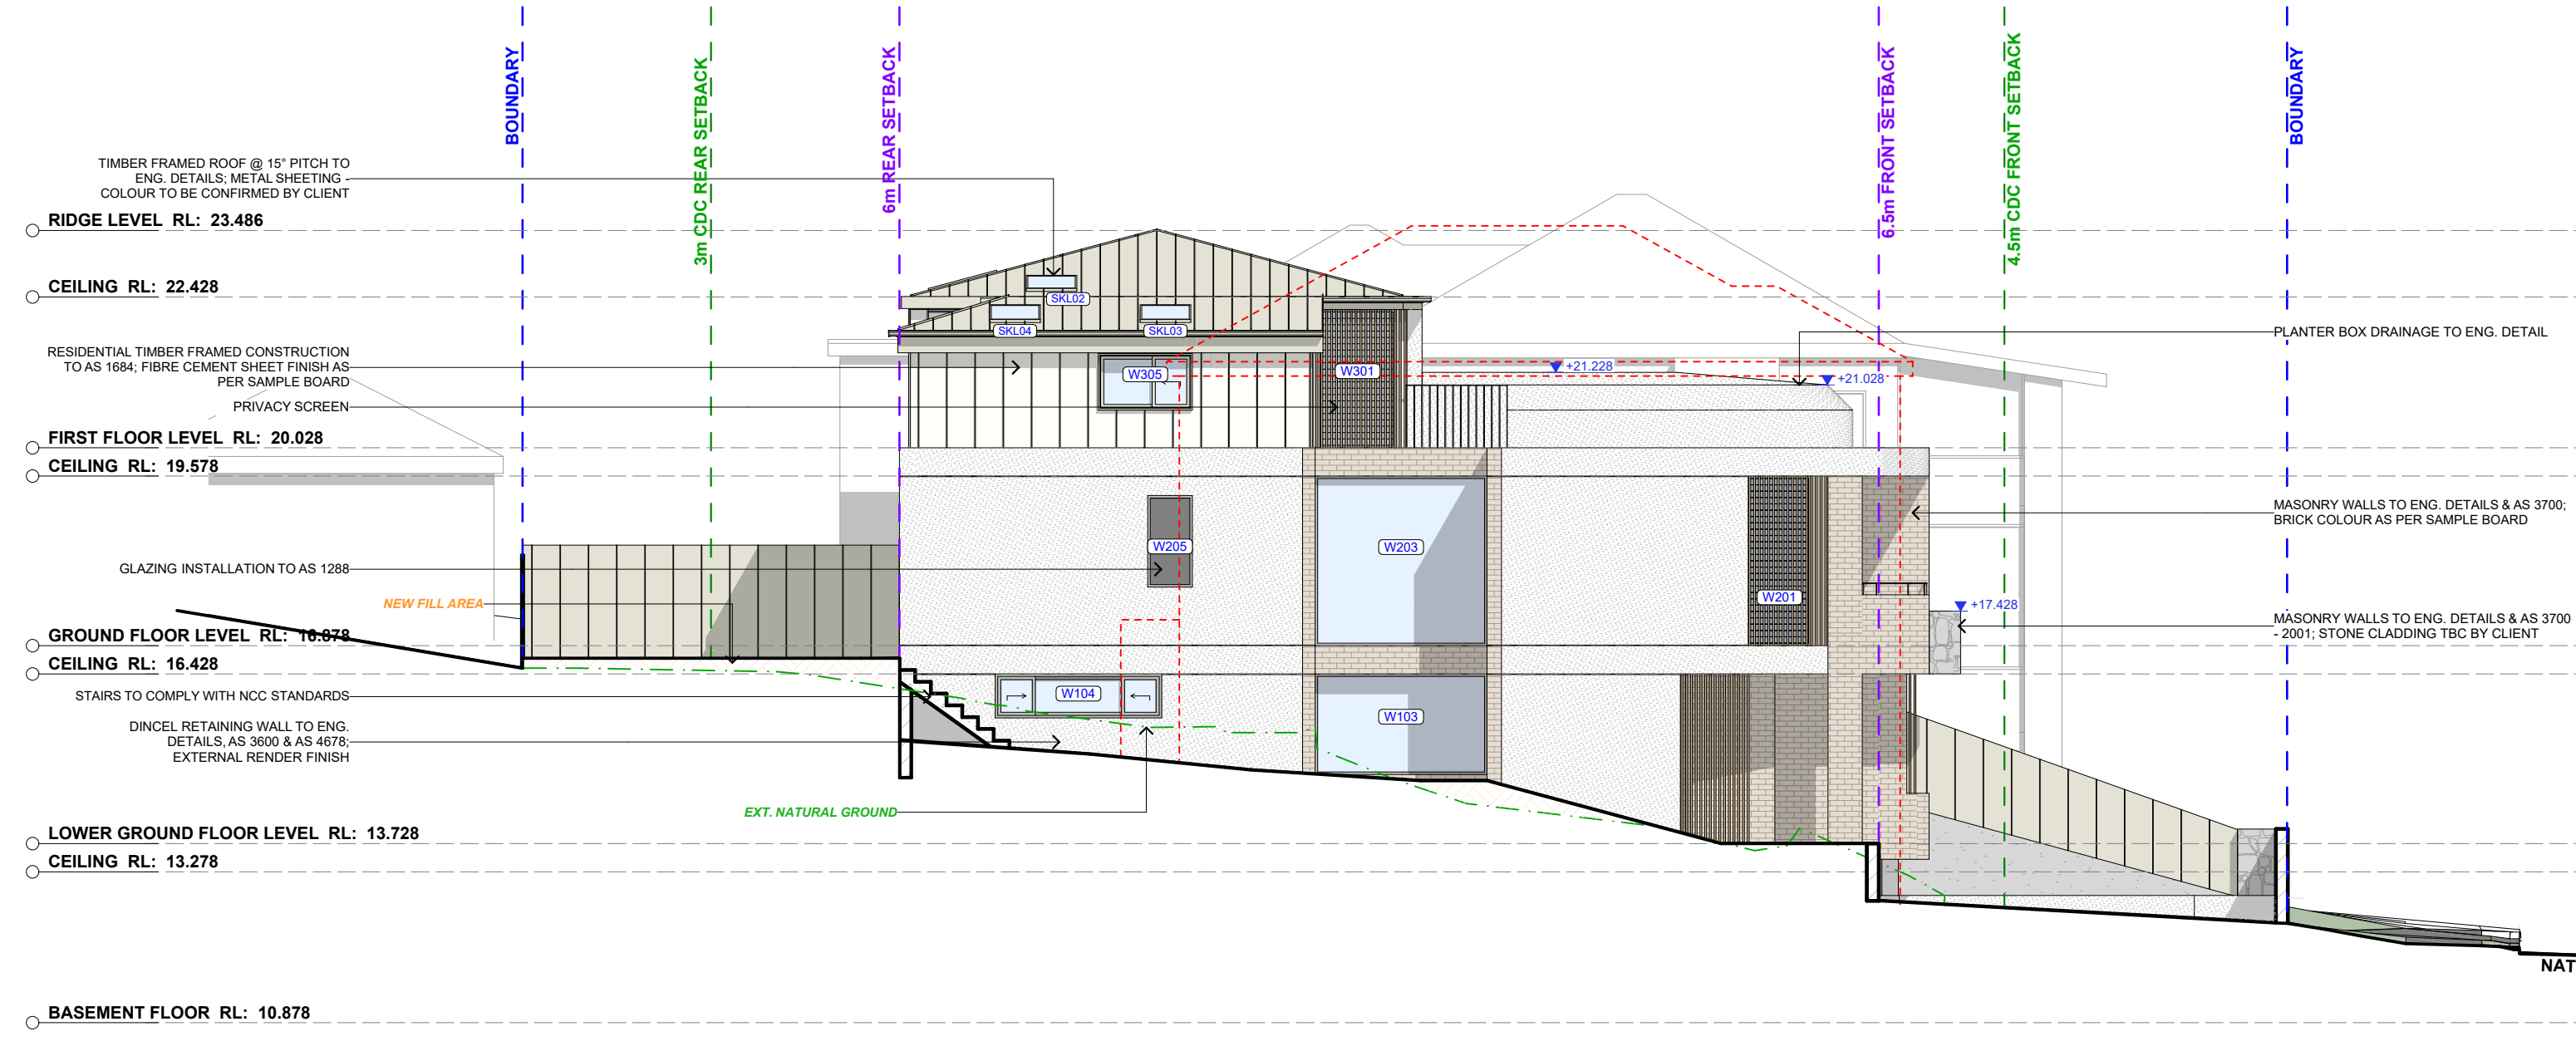 BOUNDARY
3m CDC REAR SETBACK
6m REAR SETBACK
6.5m FRONT SETBACK
4.5m CDC FRONT SETBACK
BOUNDARY
TIMBER FRAMED ROOF @ 15° PITCH TO
ENG. DETAILS; METAL SHEETING -
COLOUR TO BE CONFIRMED BY CLIENT
RIDGE LEVEL RL: 23.486
CEILING RL: 22.428
SKL02
SKL04
SKL03
PLANTER BOX DRAINAGE TO ENG. DETAIL
RESIDENTIAL TIMBER FRAMED CONSTRUCTION
TO AS 1684; FIBRE CEMENT SHEET FINISH AS
PER SAMPLE BOARD
W305
W301
+21.228
+21.028
PRIVACY SCREEN
FIRST FLOOR LEVEL RL: 20.028
CEILING RL: 19.578
MASONRY WALLS TO ENG. DETAILS & AS 3700;
BRICK COLOUR AS PER SAMPLE BOARD
W205
W203
GLAZING INSTALLATION TO AS 1288
W201
NEW FILL AREA
+17.428
MASONRY WALLS TO ENG. DETAILS & AS 3700
- 2001; STONE CLADDING TBC BY CLIENT
GROUND FLOOR LEVEL RL: 16.878
CEILING RL: 16.428
STAIRS TO COMPLY WITH NCC STANDARDS
W104
W103
DINCEL RETAINING WALL TO ENG.
DETAILS, AS 3600 & AS 4678;
EXTERNAL RENDER FINISH
EXT. NATURAL GROUND
LOWER GROUND FLOOR LEVEL RL: 13.728
CEILING RL: 13.278
NAT
BASEMENT FLOOR RL: 10.878